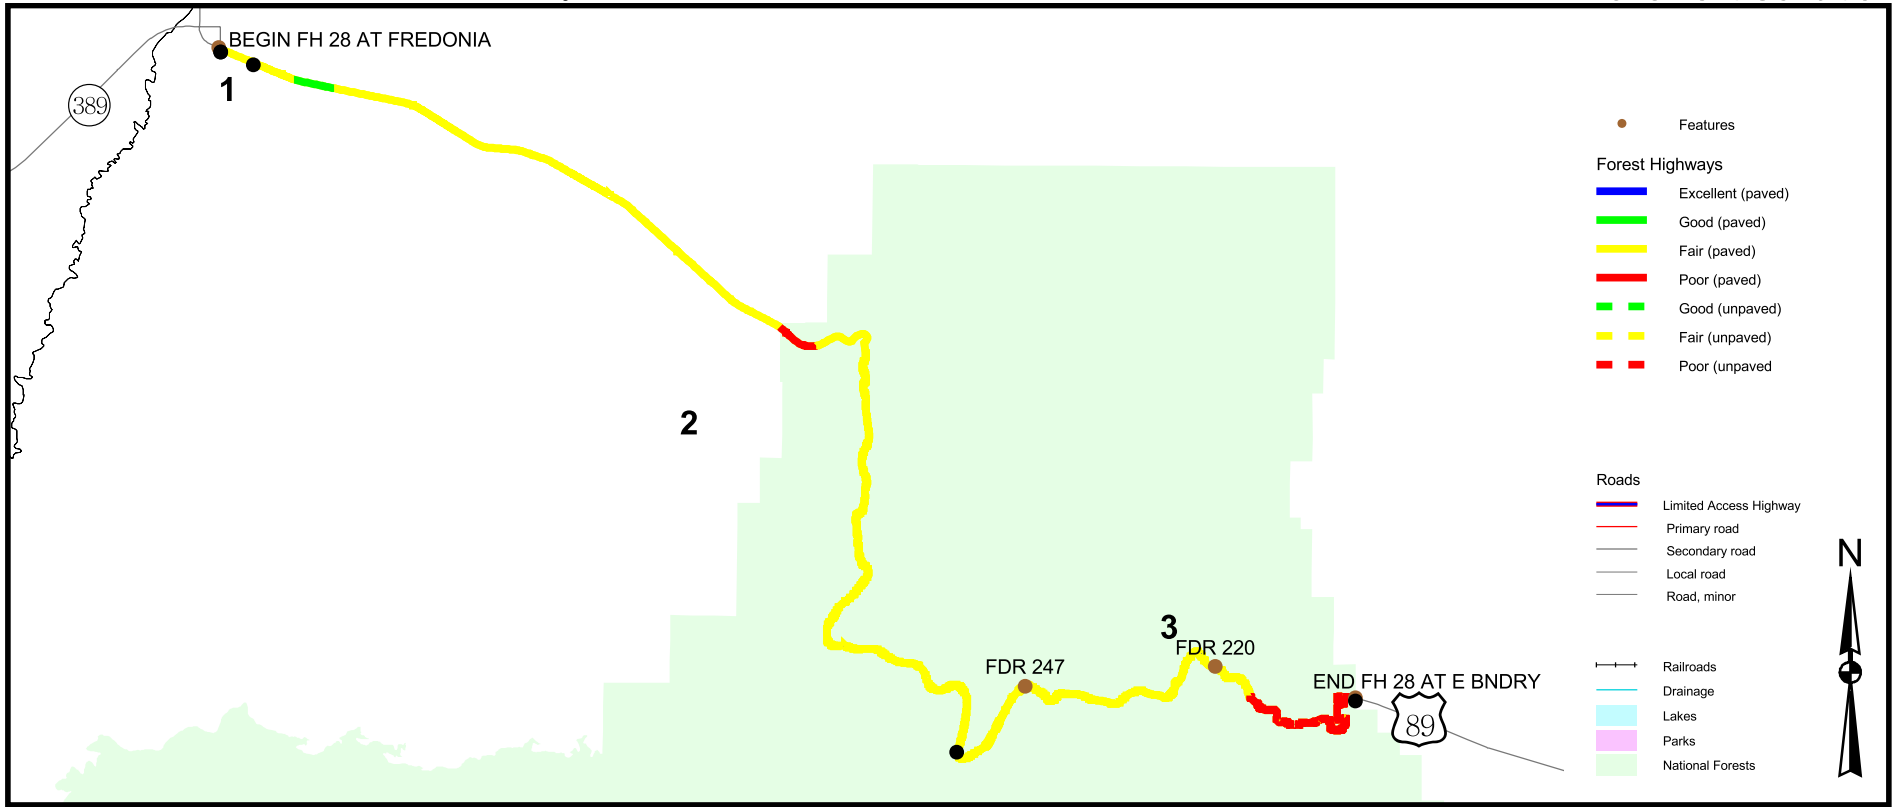 BEGIN FH 28 AT FREDONIA
1
389
2
3
FDR 220
FDR 247
END FH 28 AT E BNDRY
89
Features
Forest Highways
Excellent (paved)
Good (paved)
Fair (paved)
Poor (paved)
Good (unpaved)
Fair (unpaved)
Poor (unpaved
Roads
Limited Access Highway
Primary road
Secondary road
Local road
Road, minor
N
Railroads
Drainage
Lakes
Parks
National Forests